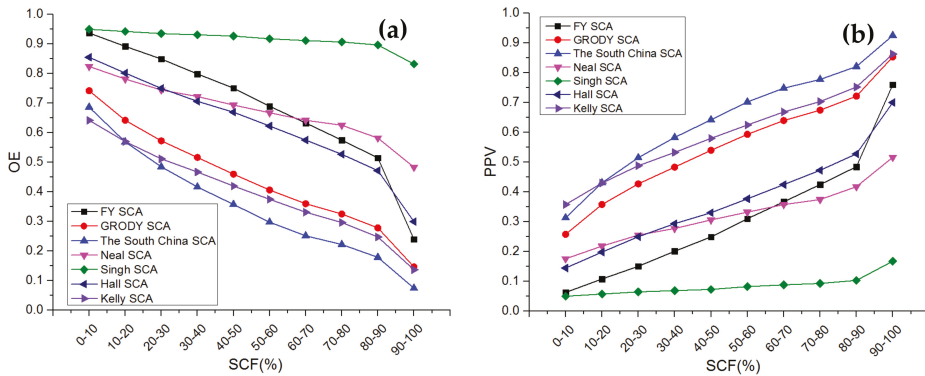 (a)
OE
1.0
0.9
0.8
0.7
0.6
0.5
0.4
0.3
0.2
0.1
0.0
FY SCA
GRODY SCA
The South China SCA
Neal SCA
Singh SCA
Hall SCA
Kelly SCA
0-10
10-20
20-30
30-40
40-50
50-60
60-70
70-80
80-90
90-100
SCF(%)
(b)
PPV
1.0
0.9
0.8
0.7
0.6
0.5
0.4
0.3
0.2
0.1
0.0
FY SCA
GRODY SCA
The South China SCA
Neal SCA
Singh SCA
Hall SCA
Kelly SCA
0-10
10-20
20-30
30-40
40-50
50-60
60-70
70-80
80-90
90-100
SCF(%)